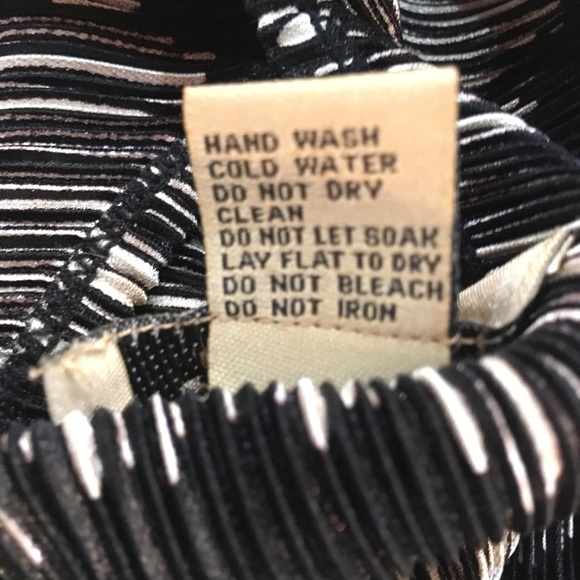 HAND WASH
COLD WATER
DO NOT DRY
CLEAN
DO NOT LET SOAK
LAY FLAT TO DRY
DO NOT BLEACH
DO NOT IRON